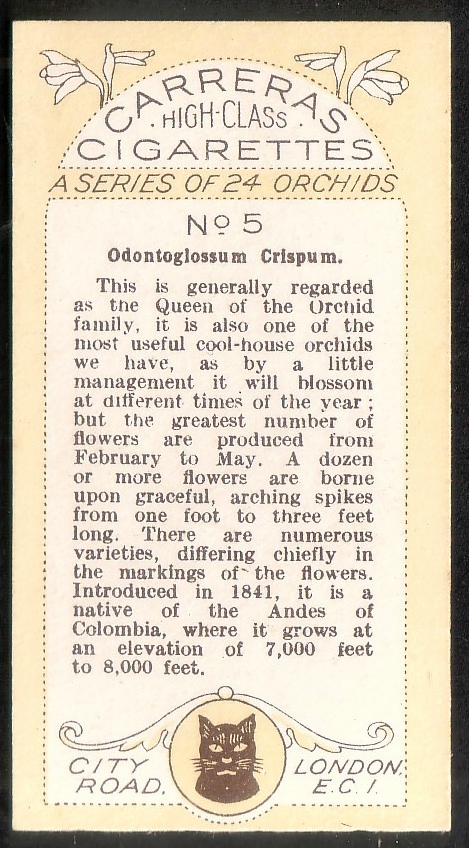 CARRERAS
·HIGH-CLASS·
CIGARETTES
A SERIES OF 24 ORCHIDS
Nº 5
Odontoglossum Crispum.
This is generally regarded
as the Queen of the Orchid
family, it is also one of the
most useful cool-house orchids
we have, as by a little
management it will blossom
at different times of the year ;
but the greatest number of
flowers are produced from
February to May. A dozen
or more flowers are borne
upon graceful, arching spikes
from one foot to three feet
long. There are numerous
varieties, differing chiefly in
the markings of the flowers.
Introduced in 1841, it is a
native of the Andes of
Colombia, where it grows at
an elevation of 7,000 feet
to 8,000 feet.
CITY ROAD.
LONDON. E.C.1.